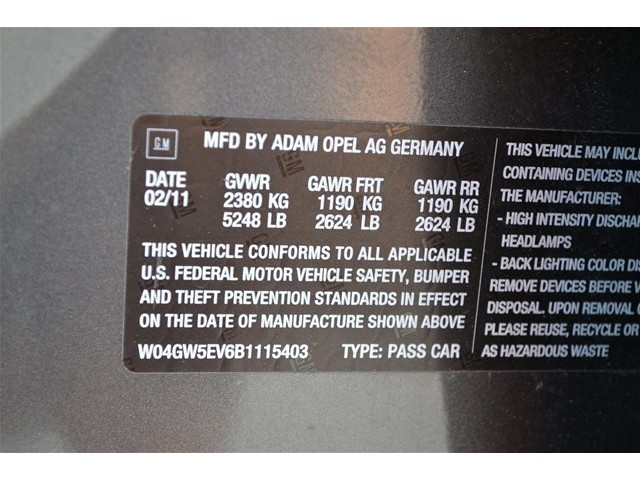 GM MFD BY ADAM OPEL AG GERMANY
DATE GVWR GAWR FRT GAWR RR
02/11 2380 KG 1190 KG 1190 KG
5248 LB 2624 LB 2624 LB
THIS VEHICLE CONFORMS TO ALL APPLICABLE
U.S. FEDERAL MOTOR VEHICLE SAFETY, BUMPER
AND THEFT PREVENTION STANDARDS IN EFFECT
ON THE DATE OF MANUFACTURE SHOWN ABOVE
W04GW5EV6B1115403 TYPE: PASS CAR
THIS VEHICLE MAY INCLU
CONTAINING DEVICES INS
THE MANUFACTURER:
- HIGH INTENSITY DISCHAR
HEADLAMPS
- BACK LIGHTING COLOR DIS
REMOVE DEVICES BEFORE V
DISPOSAL. UPON REMOVAL O
PLEASE REUSE, RECYCLE OR
AS HAZARDOUS WASTE